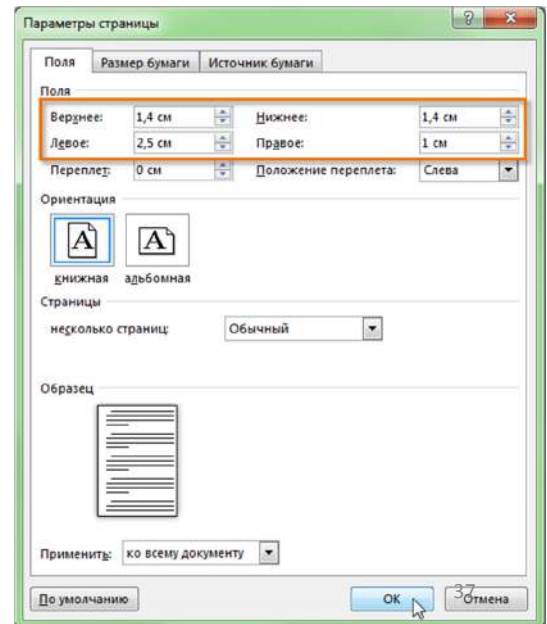 Параметры страницы
Поля Размер бумаги Источник бумаги
Поля
Верхнее: 1,4 см Нижнее: 1,4 см
Левое: 2,5 см Правое: 1 см
Переплет: 0 см Положение переплета: Слева
Ориентация
A A
книжная альбомная
Страницы
несколько страниц: Обычный
Образец
Применить: ко всему документу
По умолчанию ОК Отмена
37